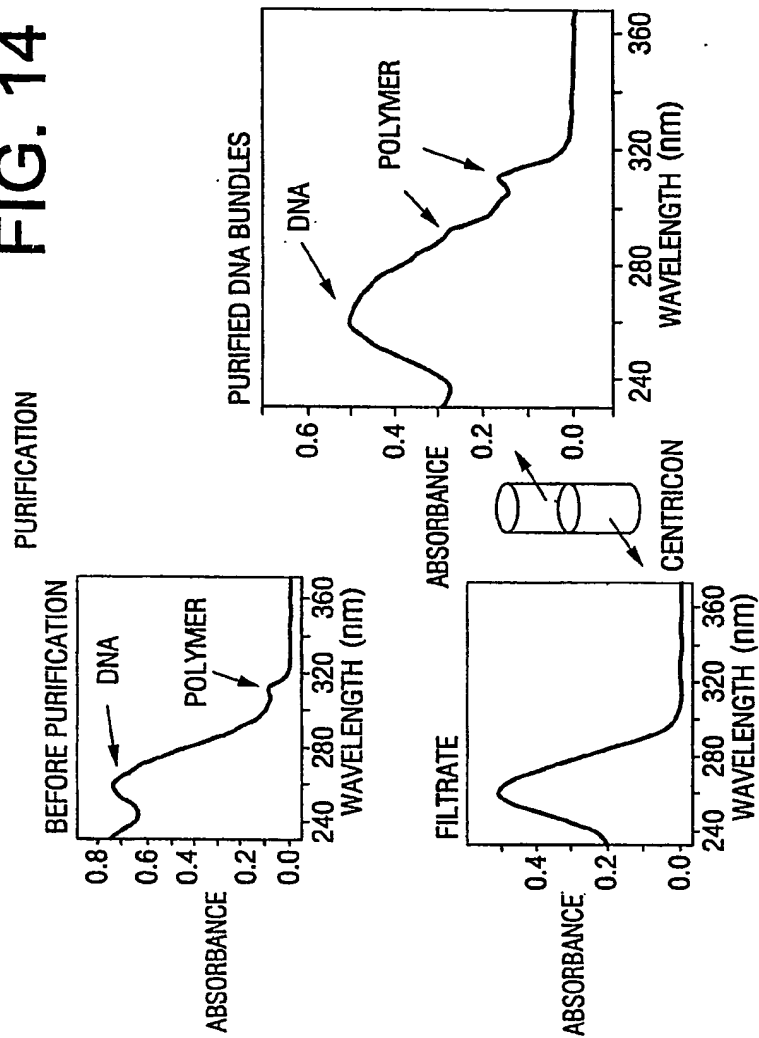 FIG. 14
PURIFICATION
BEFORE PURIFICATION
DNA
POLYMER
0.8
0.6
0.4
0.2
0.0
ABSORBANCE
240 280 320 360
WAVELENGTH (nm)
FILTRATE
0.4
0.2
0.0
ABSORBANCE
240 280 320 360
WAVELENGTH (nm)
CENTRICON
PURIFIED DNA BUNDLES
DNA
POLYMER
0.6
0.4
0.2
0.0
ABSORBANCE
240 280 320 360
WAVELENGTH (nm)